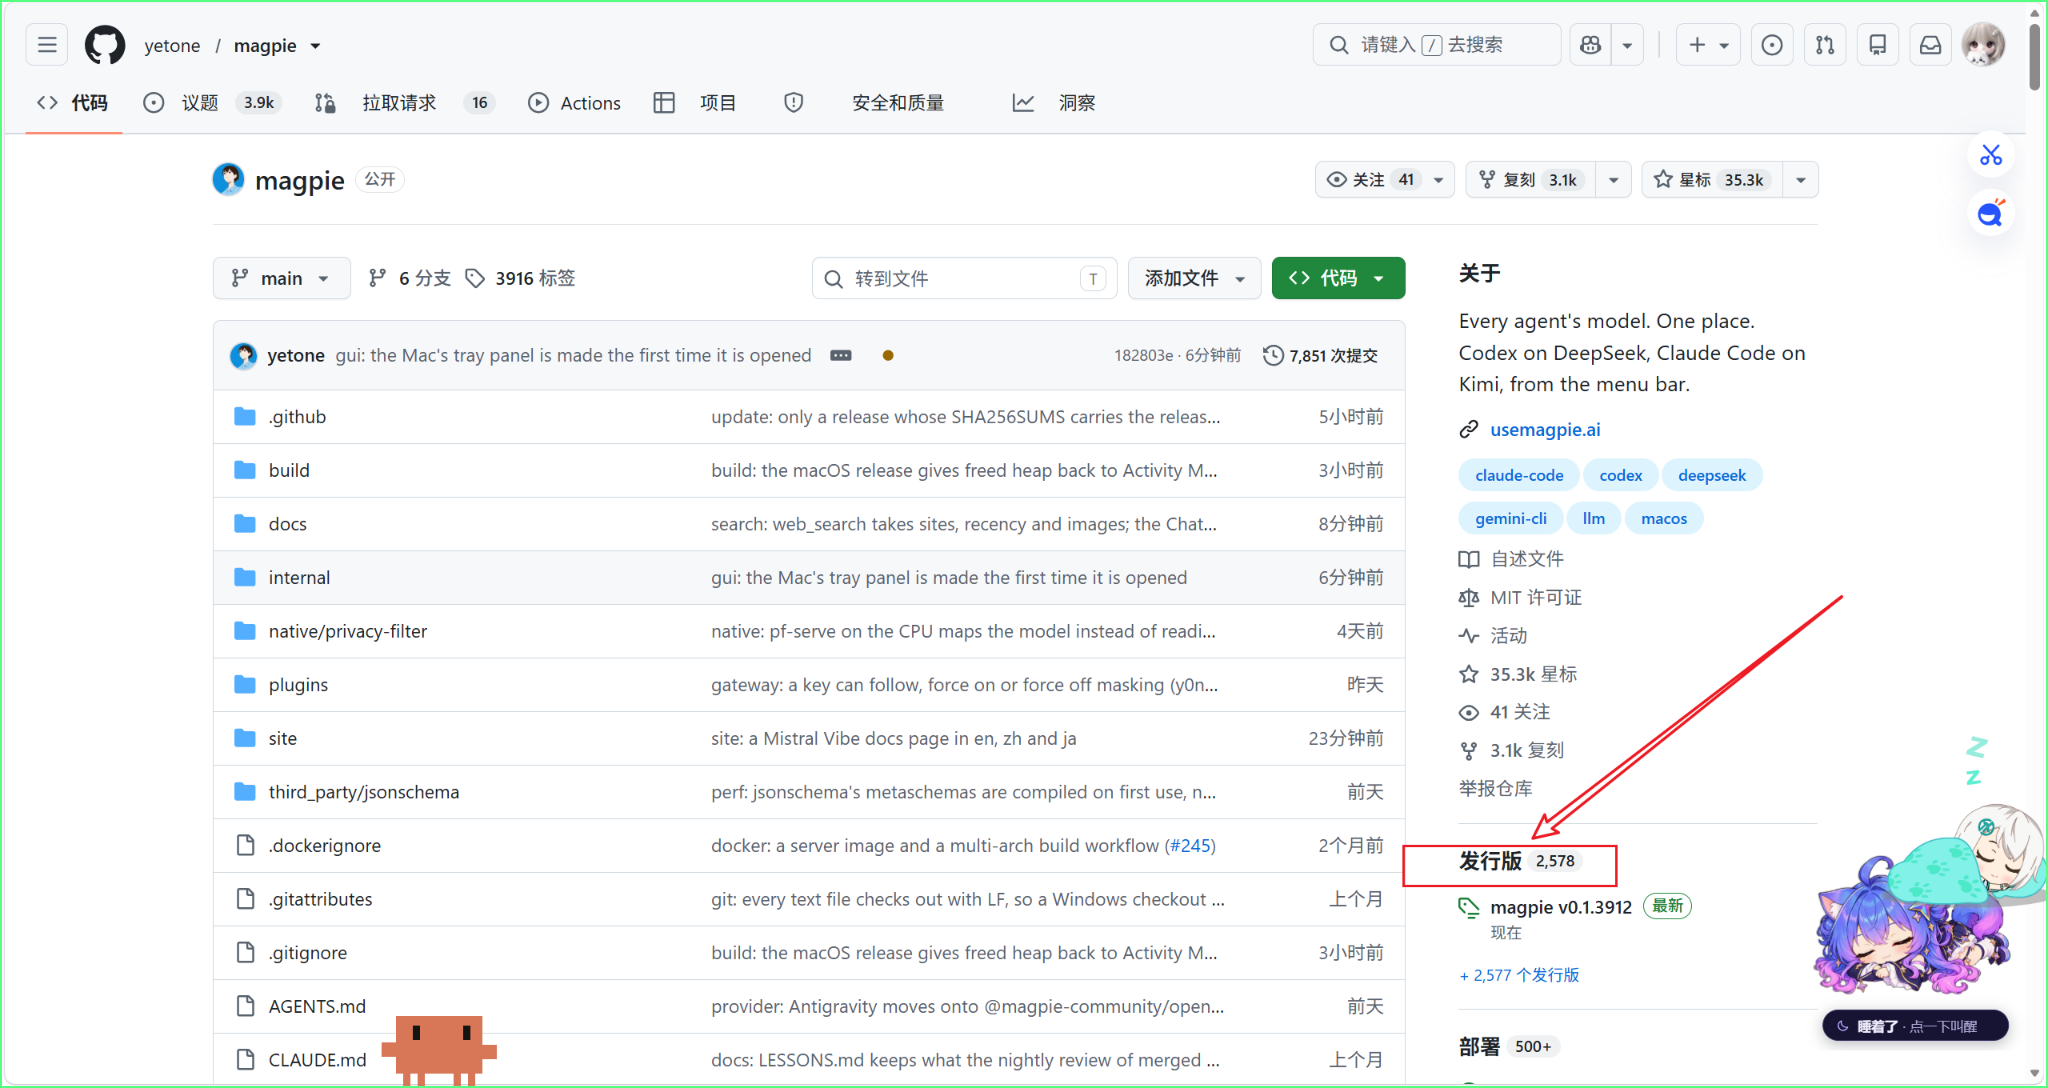 yetone / magpie
请键入 / 去搜索
代码
议题 3.9k
拉取请求 16
Actions
项目
安全和质量
洞察
magpie 公开
关注 41
复刻 3.1k
星标 35.3k
main
6 分支
3916 标签
转到文件 T
添加文件
代码
yetone gui: the Mac's tray panel is made the first time it is opened
182803e · 6分钟前
7,851 次提交
.github update: only a release whose SHA256SUMS carries the releas... 5小时前
build build: the macOS release gives freed heap back to Activity M... 3小时前
docs search: web_search takes sites, recency and images; the Chat... 8分钟前
internal gui: the Mac's tray panel is made the first time it is opened 6分钟前
native/privacy-filter native: pf-serve on the CPU maps the model instead of readi... 4天前
plugins gateway: a key can follow, force on or force off masking (y0n... 昨天
site site: a Mistral Vibe docs page in en, zh and ja 23分钟前
third_party/jsonschema perf: jsonschema's metaschemas are compiled on first use, n... 前天
.dockerignore docker: a server image and a multi-arch build workflow (#245) 2个月前
.gitattributes git: every text file checks out with LF, so a Windows checkout ... 上个月
.gitignore build: the macOS release gives freed heap back to Activity M... 3小时前
AGENTS.md provider: Antigravity moves onto @magpie-community/open... 前天
CLAUDE.md docs: LESSONS.md keeps what the nightly review of merged ... 上个月
关于
Every agent's model. One place.
Codex on DeepSeek, Claude Code on
Kimi, from the menu bar.
usemagpie.ai
claude-code codex deepseek
gemini-cli llm macos
自述文件
MIT 许可证
活动
35.3k 星标
41 关注
3.1k 复刻
举报仓库
发行版 2,578
magpie v0.1.3912 最新
现在
+ 2,577 个发行版
部署 500+
Z
z
睡着了 · 点一下叫醒